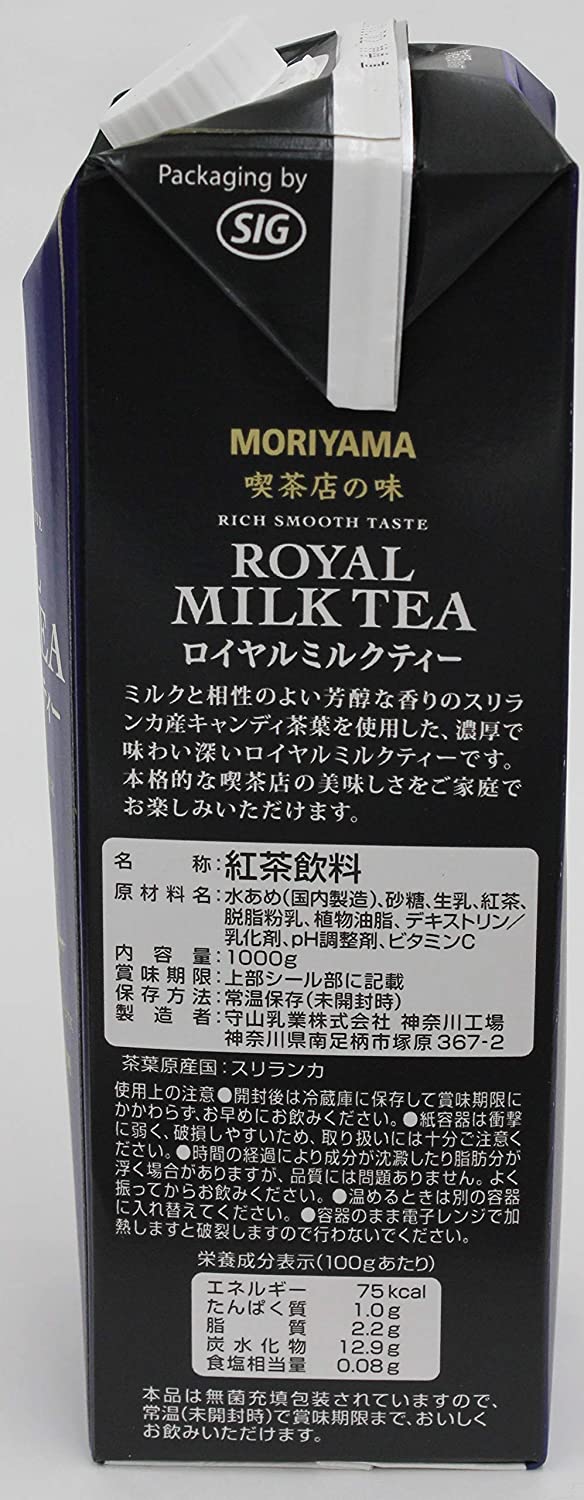 Packaging by
SIG
MORIYAMA
喫茶店の味
RICH SMOOTH TASTE
ROYAL
MILK TEA
ロイヤルミルクティー
ミルクと相性のよい芳醇な香りのスリラ
ンカ産キャンディ茶葉を使用した、濃厚で
味わい深いロイヤルミルクティーです。
本格的な喫茶店の美味しさをご家庭で
お楽しみいただけます。
名 称:紅茶飲料
原材料名:水あめ(国内製造)、砂糖、生乳、紅茶、
脱脂粉乳、植物油脂、デキストリン/
乳化剤、pH調整剤、ビタミンC
内容量:1000g
賞味期限:上部シール部に記載
保存方法:常温保存(未開封時)
製造者:守山乳業株式会社 神奈川工場
神奈川県南足柄市塚原367-2
茶葉原産国:スリランカ
使用上の注意●開封後は冷蔵庫に保存して賞味期限に
かかわらず、お早めにお飲みください。●紙容器は衝撃
に弱く、破損しやすいため、取り扱いには十分ご注意く
ださい。●時間の経過により成分が沈澱したり脂肪分が
浮く場合がありますが、品質には問題ありません。よく
振ってからお飲みください。●温めるときは別の容器
に入れ替えてください。●容器のまま電子レンジで加
熱しますと破裂しますので行わないでください。
栄養成分表示(100gあたり)
エネルギー 75kcal
たんぱく質 1.0g
脂質 2.2g
炭水化物 12.9g
食塩相当量 0.08g
本品は無菌充填包装されていますので、
常温(未開封時)で賞味期限まで、おいしく
お飲みいただけます。